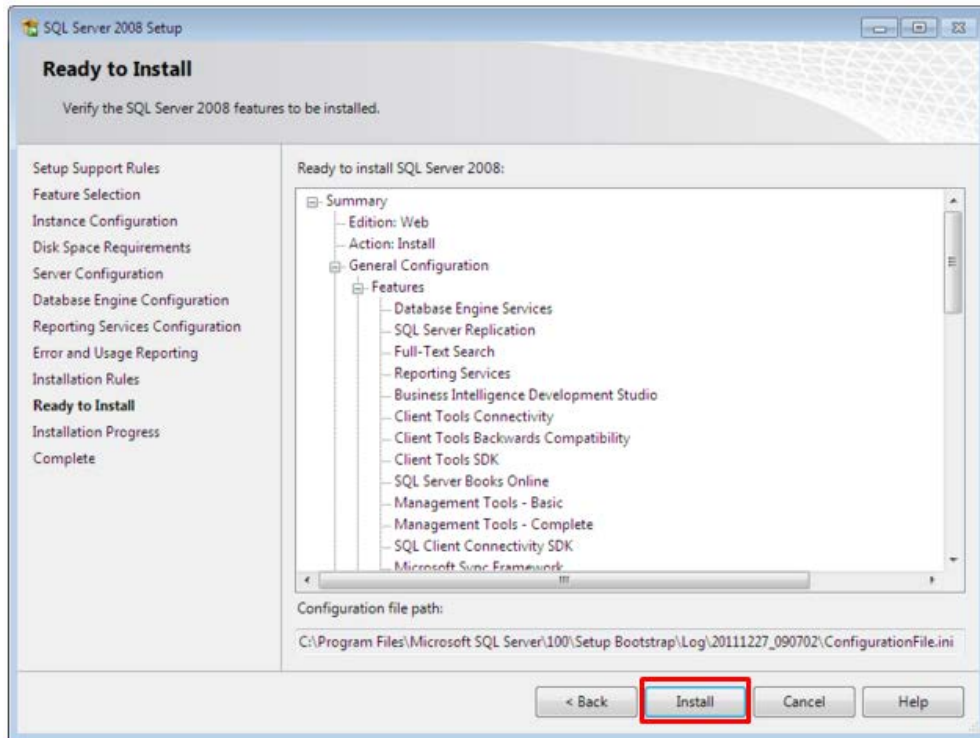 SQL Server 2008 Setup
Ready to Install
Verify the SQL Server 2008 features to be installed.
Setup Support Rules
Feature Selection
Instance Configuration
Disk Space Requirements
Server Configuration
Database Engine Configuration
Reporting Services Configuration
Error and Usage Reporting
Installation Rules
Ready to Install
Installation Progress
Complete
Ready to install SQL Server 2008:
Summary
Edition: Web
Action: Install
General Configuration
Features
Database Engine Services
SQL Server Replication
Full-Text Search
Reporting Services
Business Intelligence Development Studio
Client Tools Connectivity
Client Tools Backwards Compatibility
Client Tools SDK
SQL Server Books Online
Management Tools - Basic
Management Tools - Complete
SQL Client Connectivity SDK
Microsoft Sync Framework
Configuration file path:
C:\Program Files\Microsoft SQL Server\100\Setup Bootstrap\Log\20111227_090702\ConfigurationFile.ini
< Back Install Cancel Help